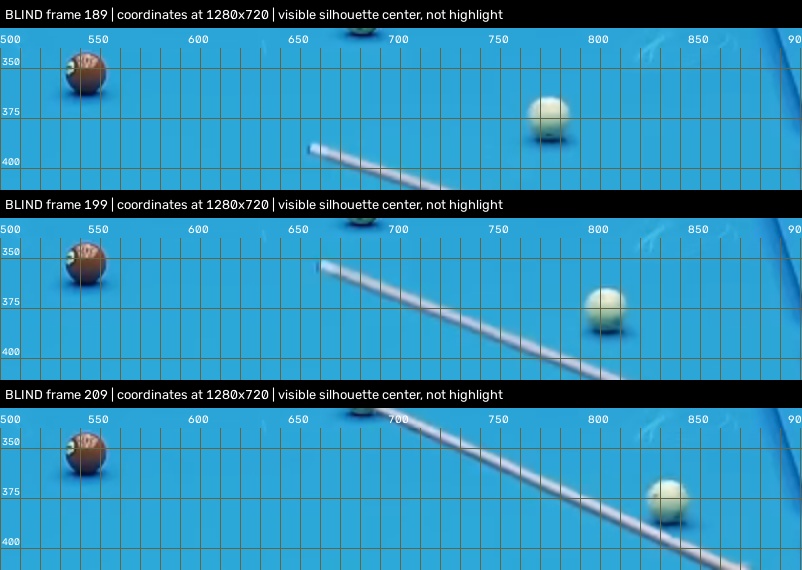 BLIND frame 189 | coordinates at 1280x720 | visible silhouette center, not highlight
500 550 600 650 700 750 800 850 90
350
375
400
BLIND frame 199 | coordinates at 1280x720 | visible silhouette center, not highlight
500 550 600 650 700 750 800 850 90
350
375
400
BLIND frame 209 | coordinates at 1280x720 | visible silhouette center, not highlight
500 550 600 650 700 750 800 850 90
350
375
400